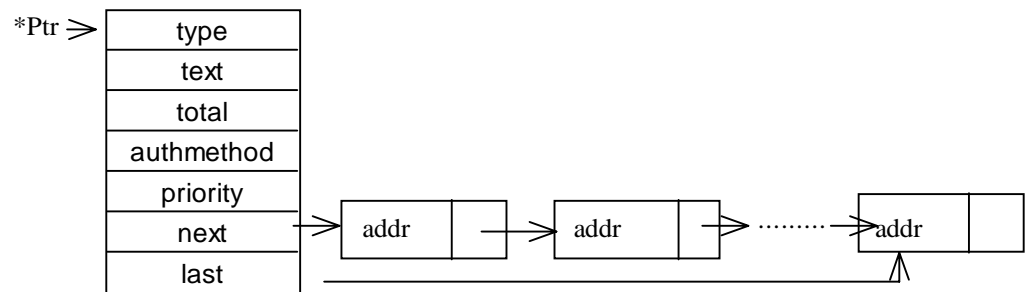 *Ptr
type
text
total
authmethod
priority
next
last
addr
addr
.........
addr